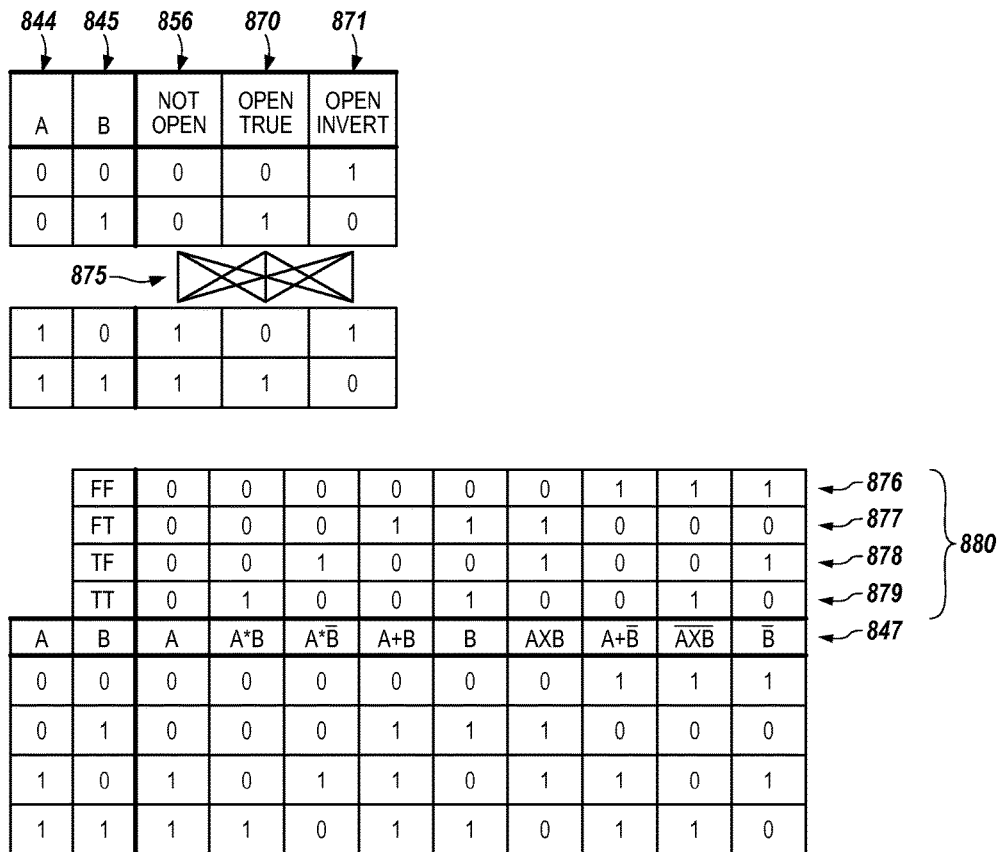 844 845 856 870 871
A B NOT OPEN OPEN TRUE OPEN INVERT
0 0 0 0 1
0 1 0 1 0
875
1 0 1 0 1
1 1 1 1 0
FF 0 0 0 0 0 0 1 1 1 876
FT 0 0 0 1 1 1 0 0 0 877
880
TF 0 0 1 0 0 1 0 0 1 878
TT 0 1 0 0 1 0 0 1 0 879
A B A A*B A*B̅ A+B B AXB A+B̅ A̅X̅B̅ B̅ 847
0 0 0 0 0 0 0 0 1 1 1
0 1 0 0 0 1 1 1 0 0 0
1 0 1 0 1 1 0 1 1 0 1
1 1 1 1 0 1 1 0 1 1 0